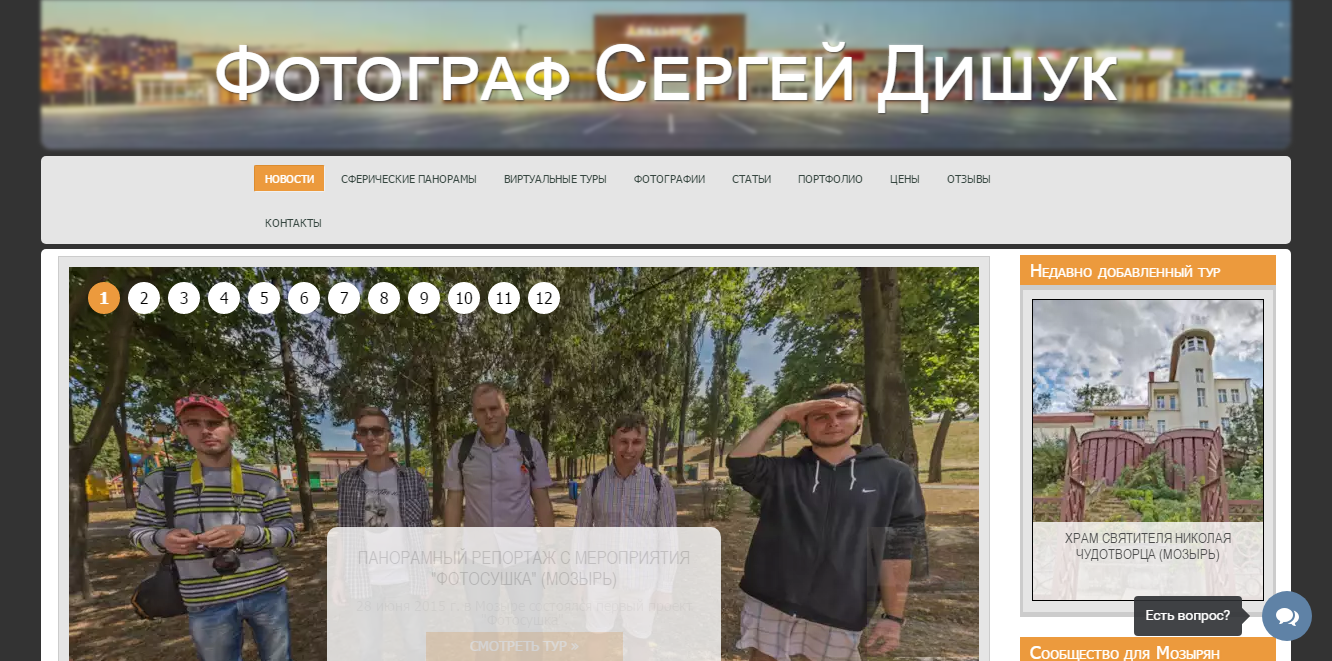 Фотограф Сергей Дишук
НОВОСТИ СФЕРИЧЕСКИЕ ПАНОРАМЫ ВИРТУАЛЬНЫЕ ТУРЫ ФОТОГРАФИИ СТАТЬИ ПОРТФОЛИО ЦЕНЫ ОТЗЫВЫ
КОНТАКТЫ
1 2 3 4 5 6 7 8 9 10 11 12
ПАНОРАМНЫЙ РЕПОРТАЖ С МЕРОПРИЯТИЯ
"ФОТОСУШКА" (МОЗЫРЬ)
28 июня 2015 г. в Мозыре состоялся первый проект
"Фотосушка"
СМОТРЕТЬ ТУР »
Недавно добавленный тур
ХРАМ СВЯТИТЕЛЯ НИКОЛАЯ
ЧУДОТВОРЦА (МОЗЫРЬ)
Есть вопрос?
Сообщество для Мозырян